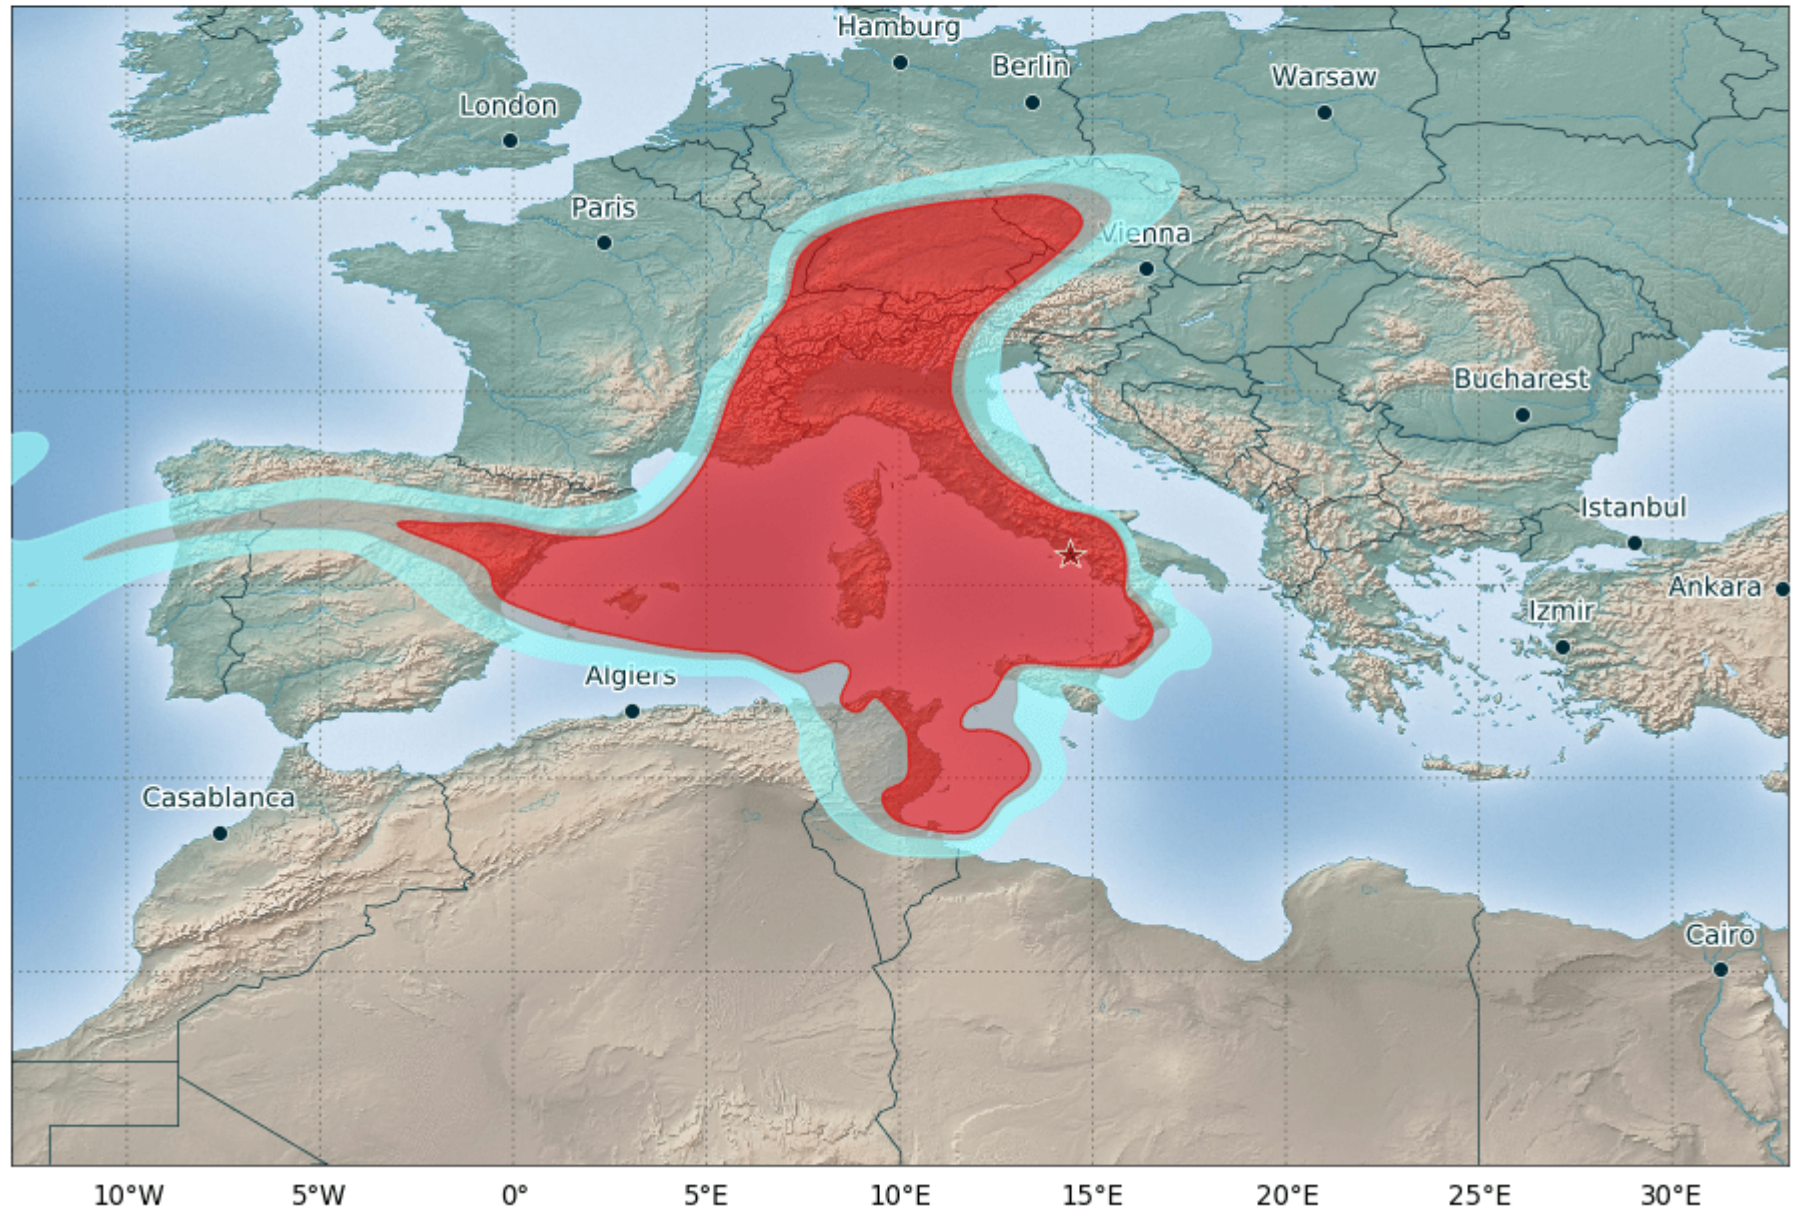 Hamburg
Berlin
Warsaw
London
Paris
Vienna
Bucharest
Istanbul
Ankara
Izmir
Algiers
Casablanca
Cairo
10°W 5°W 0° 5°E 10°E 15°E 20°E 25°E 30°E